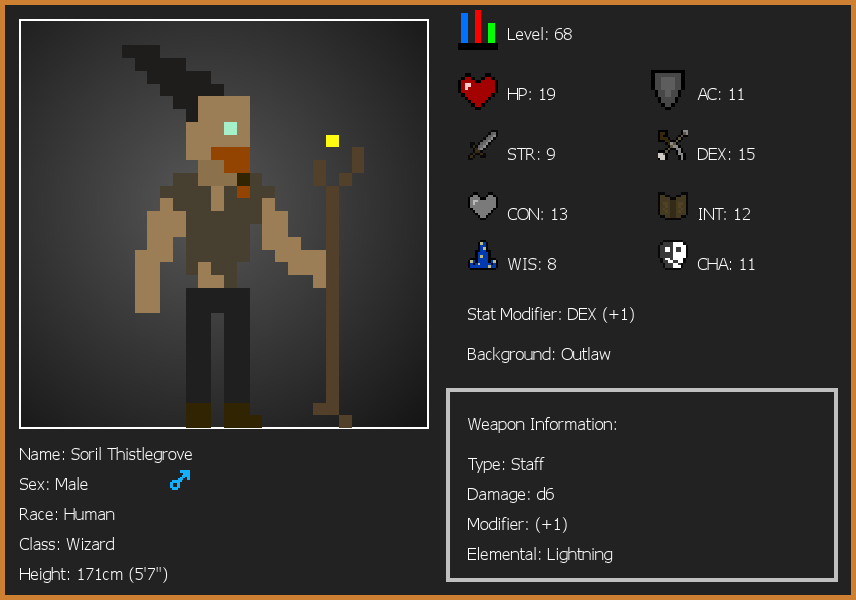 Level: 68
HP: 19
AC: 11
STR: 9
DEX: 15
CON: 13
INT: 12
WIS: 8
CHA: 11
Stat Modifier: DEX (+1)
Background: Outlaw
Weapon Information:
Type: Staff
Damage: d6
Modifier: (+1)
Elemental: Lightning
Name: Soril Thistlegrove
Sex: Male
Race: Human
Class: Wizard
Height: 171cm (5'7")